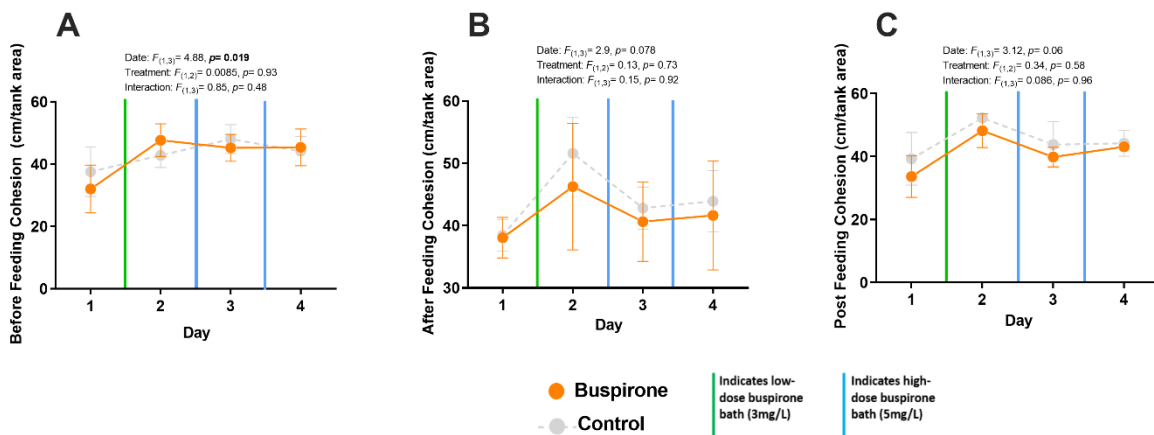 A
Date: F(1,3)= 4.88, p= 0.019
Treatment: F(1,2)= 0.0085, p= 0.93
Interaction: F(1,3)= 0.85, p= 0.48
Before Feeding Cohesion (cm/tank area)
60
40
20
0
1 2 3 4
Day
B
Date: F(1,3)= 2.9, p= 0.078
Treatment: F(1,2)= 0.13, p= 0.73
Interaction: F(1,3)= 0.15, p= 0.92
After Feeding Cohesion (cm/tank area)
60
50
40
30
1 2 3 4
Day
C
Date: F(1,3)= 3.12, p= 0.06
Treatment: F(1,2)= 0.34, p= 0.58
Interaction: F(1,3)= 0.086, p= 0.96
Post Feeding Cohesion (cm/tank area)
60
40
20
0
1 2 3 4
Day
Buspirone
Control
Indicates low-
dose buspirone
bath (3mg/L)
Indicates high-
dose buspirone
bath (5mg/L)